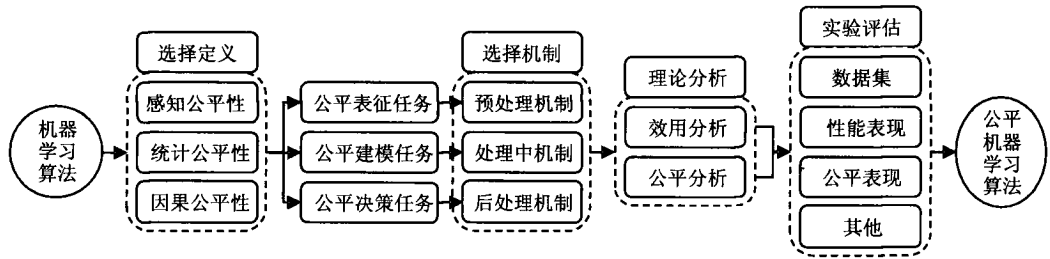 机器
学习
算法
选择定义
感知公平性
统计公平性
因果公平性
公平表征任务
公平建模任务
公平决策任务
选择机制
预处理机制
处理中机制
后处理机制
理论分析
效用分析
公平分析
实验评估
数据集
性能表现
公平表现
其他
公平
机器
学习
算法